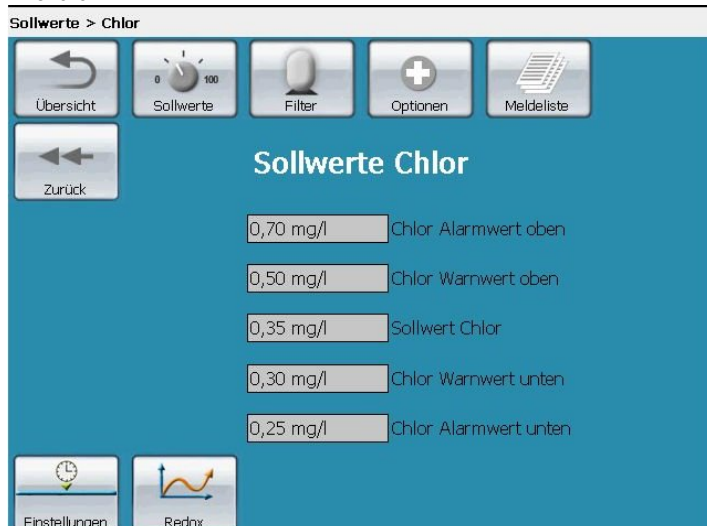 Sollwerte > Chlor
Übersicht
0 100
Sollwerte
Filter
Optionen
Meldeliste
Zurück
Sollwerte Chlor
0,70 mg/l Chlor Alarmwert oben
0,50 mg/l Chlor Warnwert oben
0,35 mg/l Sollwert Chlor
0,30 mg/l Chlor Warnwert unten
0,25 mg/l Chlor Alarmwert unten
Einstellungen
Redox